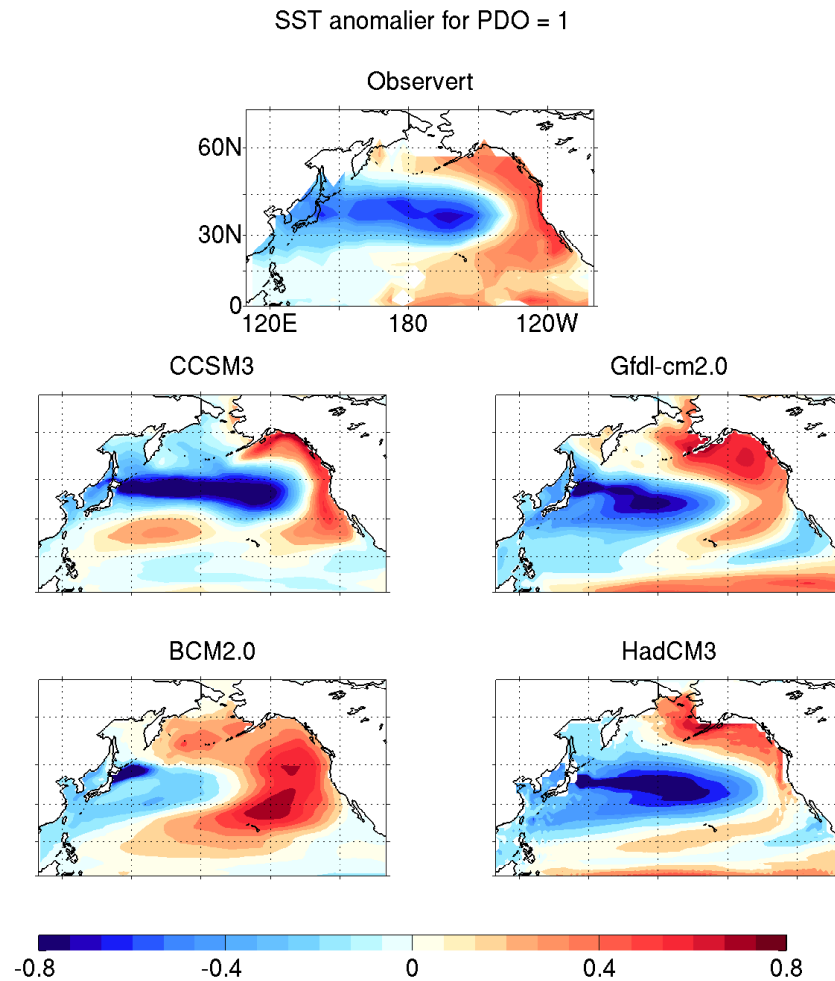 SST anomalier for PDO = 1
Observert
60N
30N
0
120E 180 120W
CCSM3 Gfdl-cm2.0
BCM2.0 HadCM3
-0.8 -0.4 0 0.4 0.8